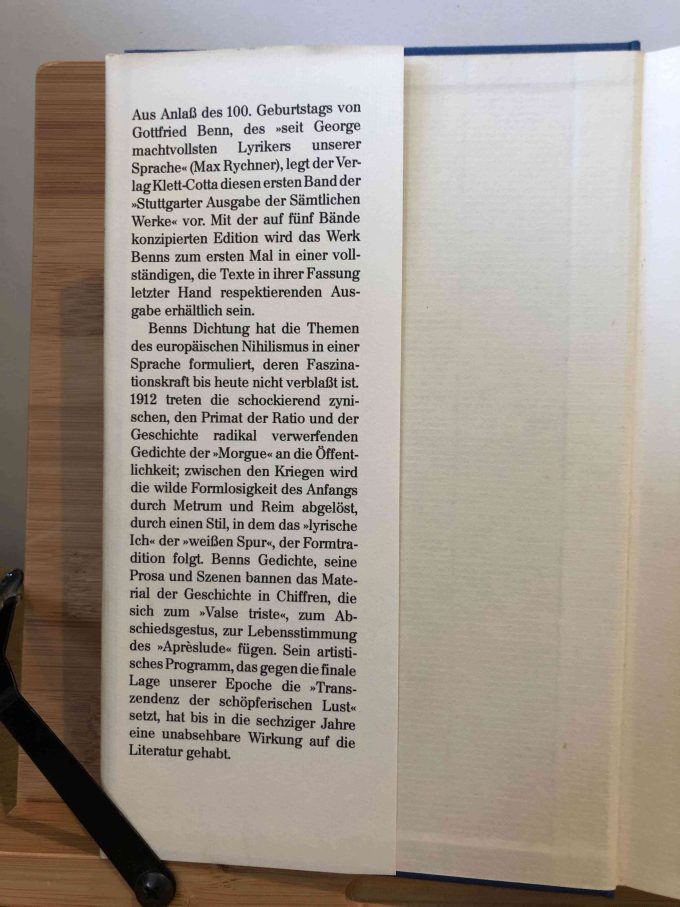 Aus Anlaß des 100. Geburtstags von
Gottfried Benn, des »seit George
machtvollsten Lyrikers unserer
Sprache« (Max Rychner), legt der Ver-
lag Klett-Cotta diesen ersten Band der
»Stuttgarter Ausgabe der Sämtlichen
Werke« vor. Mit der auf fünf Bände
konzipierten Edition wird das Werk
Benns zum ersten Mal in einer voll-
ständigen, die Texte in ihrer Fassung
letzter Hand respektierenden Aus-
gabe erhältlich sein.
Benns Dichtung hat die Themen
des europäischen Nihilismus in einer
Sprache formuliert, deren Faszina-
tionskraft bis heute nicht verblaßt ist.
1912 treten die schockierend zyni-
schen, den Primat der Ratio und der
Geschichte radikal verwerfenden
Gedichte der »Morgue« an die Öffent-
lichkeit; zwischen den Kriegen wird
die wilde Formlosigkeit des Anfangs
durch Metrum und Reim abgelöst,
durch einen Stil, in dem das »lyrische
Ich« der »weißen Spur«, der Formtra-
dition folgt. Benns Gedichte, seine
Prosa und Szenen bannen das Mate-
rial der Geschichte in Chiffren, die
sich zum »Valse triste«, zum Ab-
schiedsgestus, zur Lebensstimmung
des »Aprèslude« fügen. Sein artisti-
sches Programm, das gegen die finale
Lage unserer Epoche die »Trans-
zendenz der schöpferischen Lust«
setzt, hat bis in die sechziger Jahre
eine unabsehbare Wirkung auf die
Literatur gehabt.